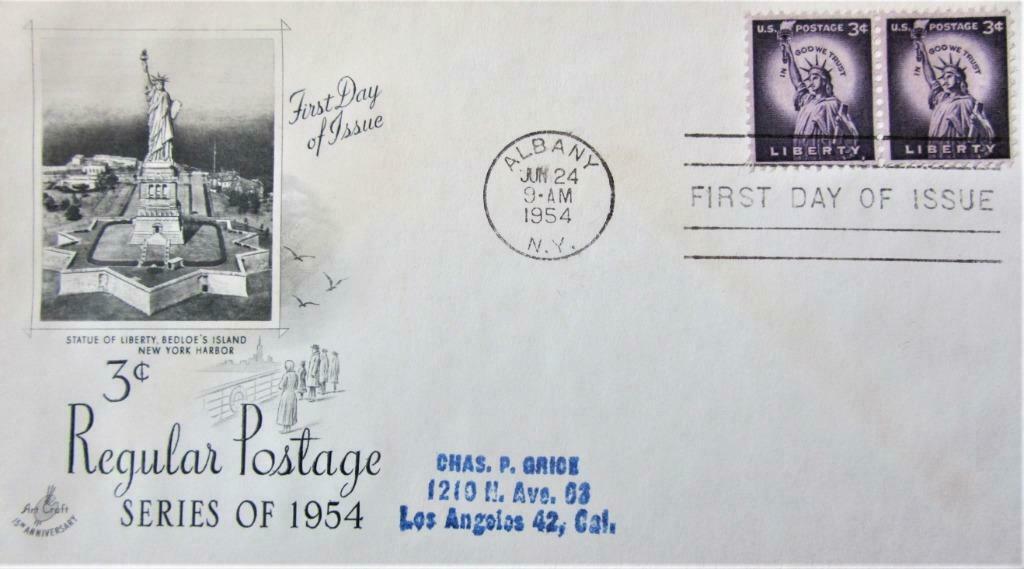 First Day
of Issue
STATUE OF LIBERTY, BEDLOE'S ISLAND
NEW YORK HARBOR
3¢
Regular Postage
SERIES OF 1954
Art Craft
15TH ANNIVERSARY
ALBANY
JUN 24
9-AM
1954
N.Y.
U.S. POSTAGE 3¢
IN GOD WE TRUST
LIBERTY
U.S. POSTAGE 3¢
IN GOD WE TRUST
LIBERTY
FIRST DAY OF ISSUE
CHAS. P. GRICE
1210 N. Ave. 63
Los Angeles 42, Cal.